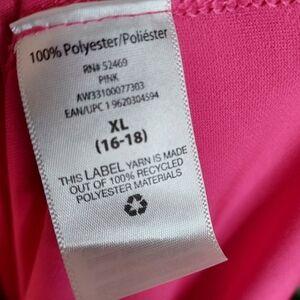 100% Polyester/Poliéster
RN# 52469
PINK
AW33100077303
EAN/UPC 1 9620304594
XL
(16-18)
THIS LABEL YARN IS MADE
OUT OF 100% RECYCLED
POLYESTER MATERIALS